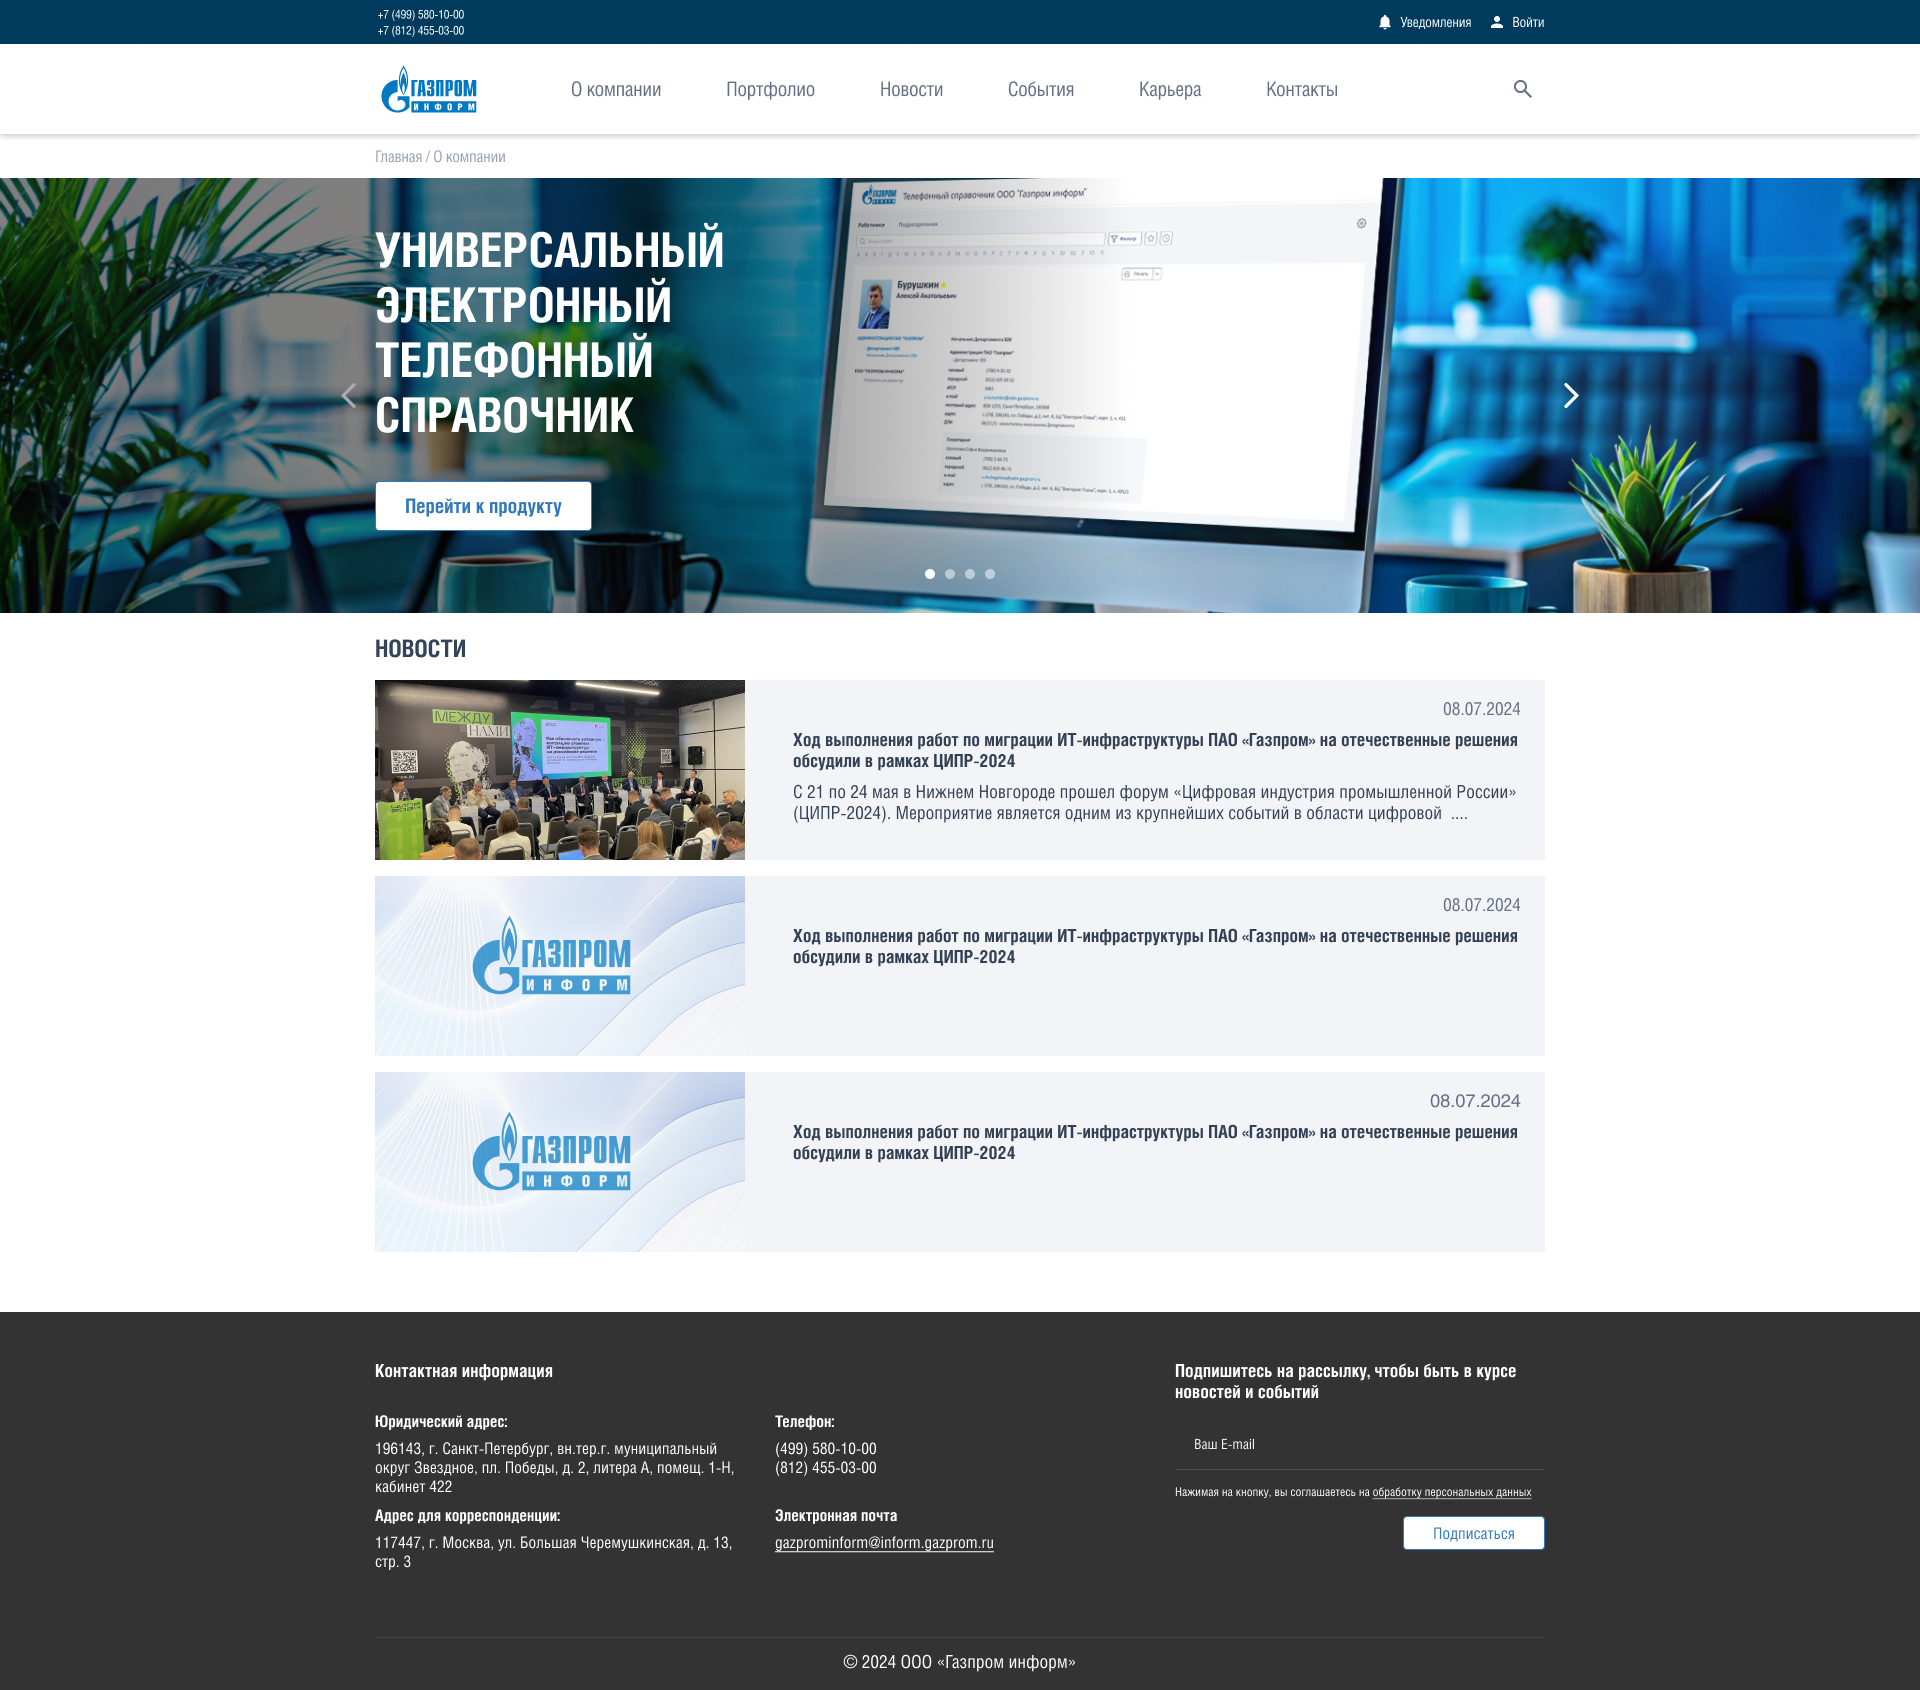 +7 (499) 580-10-00
+7 (812) 455-03-00
Уведомления
Войти
ГАЗПРОМ
ИНФОРМ
О компании
Портфолио
Новости
События
Карьера
Контакты
Главная / О компании
УНИВЕРСАЛЬНЫЙ
ЭЛЕКТРОННЫЙ
ТЕЛЕФОННЫЙ
СПРАВОЧНИК
Перейти к продукту
ГАЗПРОМ
Телефонный справочник ООО "Газпром информ"
Работники
Подразделения
Фильтр
Печать
Бурушкин
Алексей Анатольевич
НОВОСТИ
МЕЖДУ
НАМИ
08.07.2024
Ход выполнения работ по миграции ИТ-инфраструктуры ПАО «Газпром» на отечественные решения
обсудили в рамках ЦИПР-2024
С 21 по 24 мая в Нижнем Новгороде прошел форум «Цифровая индустрия промышленной России»
(ЦИПР-2024). Мероприятие является одним из крупнейших событий в области цифровой ....
ГАЗПРОМ
ИНФОРМ
08.07.2024
Ход выполнения работ по миграции ИТ-инфраструктуры ПАО «Газпром» на отечественные решения
обсудили в рамках ЦИПР-2024
ГАЗПРОМ
ИНФОРМ
08.07.2024
Ход выполнения работ по миграции ИТ-инфраструктуры ПАО «Газпром» на отечественные решения
обсудили в рамках ЦИПР-2024
Контактная информация
Юридический адрес:
196143, г. Санкт-Петербург, вн.тер.г. муниципальный
округ Звездное, пл. Победы, д. 2, литера А, помещ. 1-Н,
кабинет 422
Адрес для корреспонденции:
117447, г. Москва, ул. Большая Черемушкинская, д. 13,
стр. 3
Телефон:
(499) 580-10-00
(812) 455-03-00
Электронная почта
gazprominform@inform.gazprom.ru
Подпишитесь на рассылку, чтобы быть в курсе
новостей и событий
Ваш E-mail
Нажимая на кнопку, вы соглашаетесь на обработку персональных данных
Подписаться
© 2024 ООО «Газпром информ»